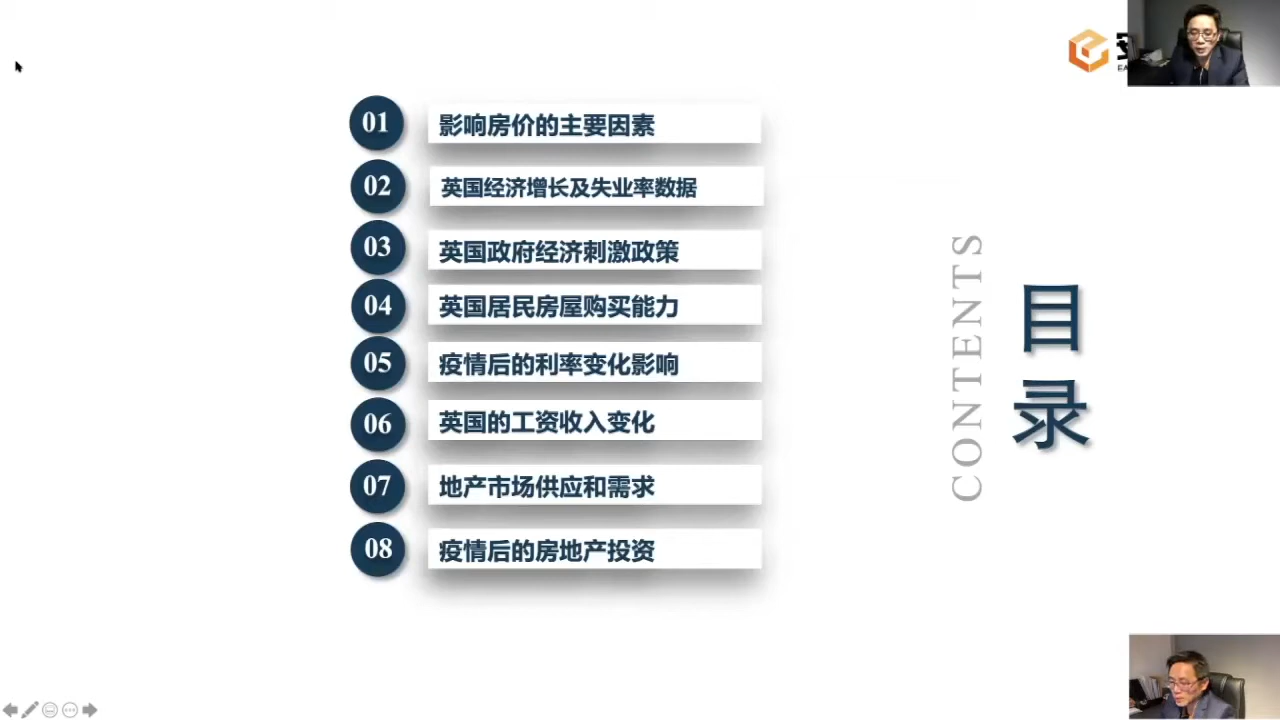 01 影响房价的主要因素
02 英国经济增长及失业率数据
03 英国政府经济刺激政策
04 英国居民房屋购买能力
05 疫情后的利率变化影响
06 英国的工资收入变化
07 地产市场供应和需求
08 疫情后的房地产投资
CONTENTS
目录